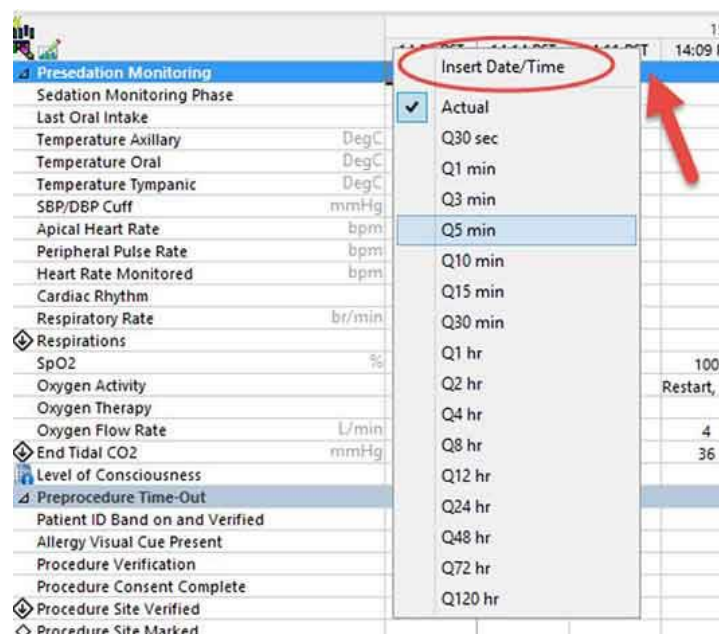 14:09
Presedation Monitoring
Sedation Monitoring Phase
Last Oral Intake
Temperature Axillary DegC
Temperature Oral DegC
Temperature Tympanic DegC
SBP/DBP Cuff mmHg
Apical Heart Rate bpm
Peripheral Pulse Rate bpm
Heart Rate Monitored bpm
Cardiac Rhythm
Respiratory Rate br/min
Respirations
SpO2 % 100
Oxygen Activity Restart,
Oxygen Therapy
Oxygen Flow Rate L/min 4
End Tidal CO2 mmHg 36
Level of Consciousness
Preprocedure Time-Out
Patient ID Band on and Verified
Allergy Visual Cue Present
Procedure Verification
Procedure Consent Complete
Procedure Site Verified
Procedure Site Marked
Insert Date/Time
Actual
Q30 sec
Q1 min
Q3 min
Q5 min
Q10 min
Q15 min
Q30 min
Q1 hr
Q2 hr
Q4 hr
Q8 hr
Q12 hr
Q24 hr
Q48 hr
Q72 hr
Q120 hr